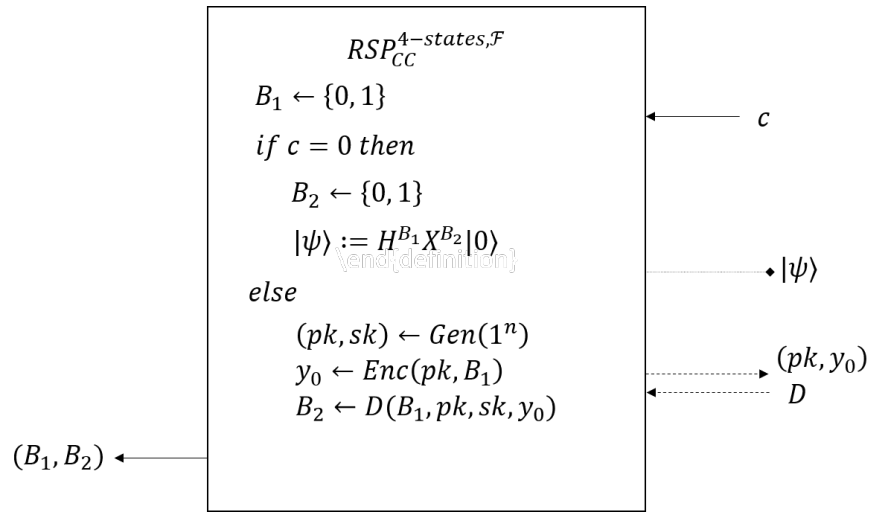 RSP_{CC}^{4-states,ℱ}
B₁ ← {0, 1}
c
if c = 0 then
B₂ ← {0, 1}
|ψ⟩ := H^{B₁}X^{B₂}|0⟩
\end{definition}
|ψ⟩
else
(pk, sk) ← Gen(1ⁿ)
y₀ ← Enc(pk, B₁)
(pk, y₀)
B₂ ← D(B₁, pk, sk, y₀)
D
(B₁, B₂)